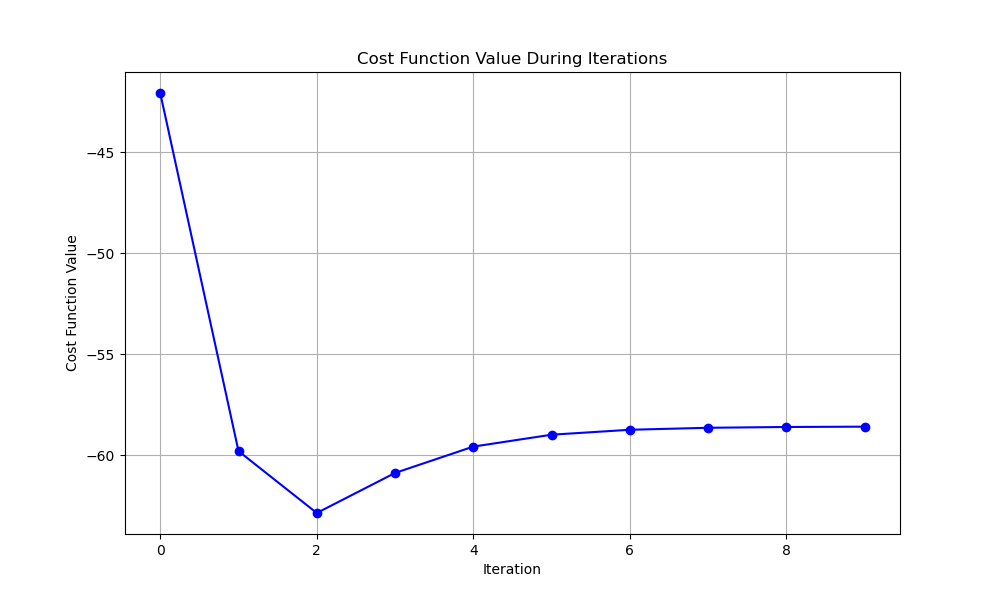 Cost Function Value During Iterations
−45
−50
−55
−60
Cost Function Value
0 2 4 6 8
Iteration